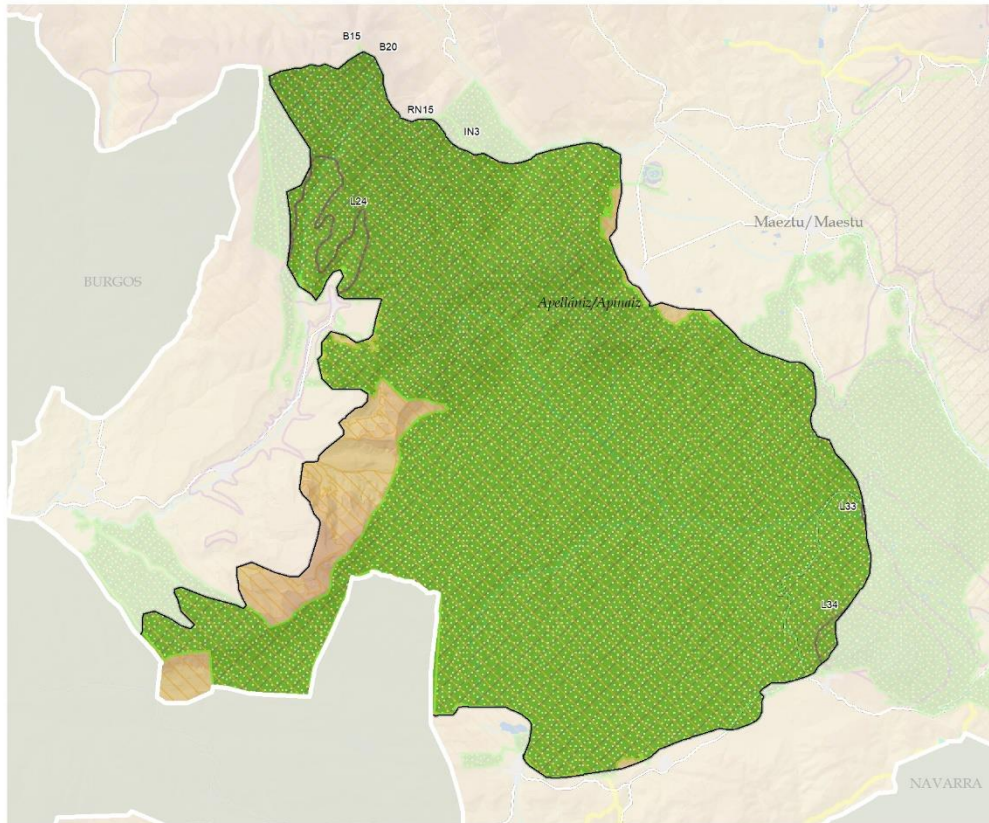 B15
B20
RN15
IN3
L24
Maeztu/Maestu
BURGOS
Apellániz/Apinaiz
L33
L34
NAVARRA